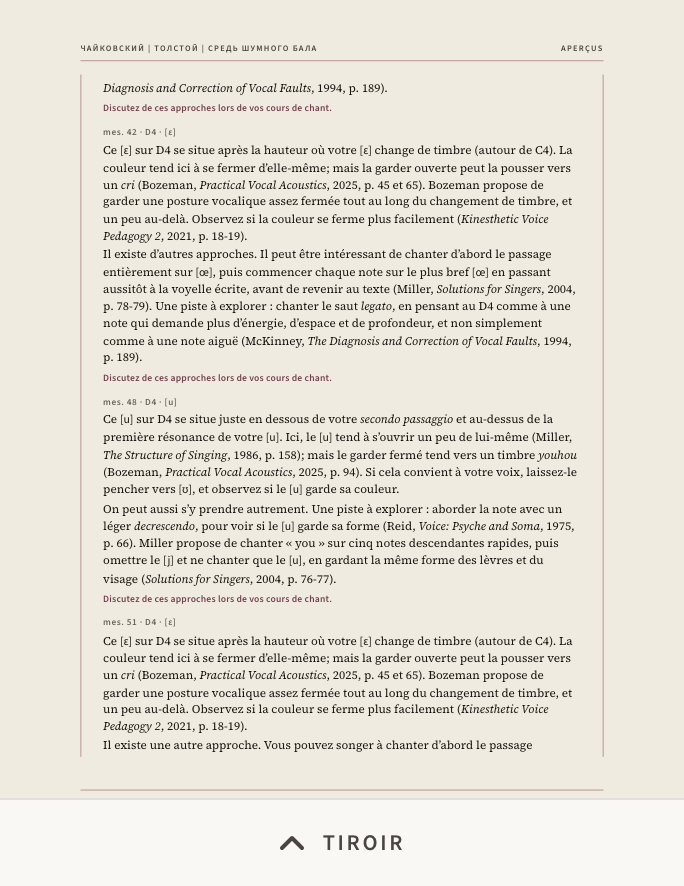 ЧАЙКОВСКИЙ | ТОЛСТОЙ | СРЕДЬ ШУМНОГО БАЛА
APERÇUS
Diagnosis and Correction of Vocal Faults, 1994, p. 189).
Discutez de ces approches lors de vos cours de chant.
mes. 42 · D4 · [ɛ]
Ce [ɛ] sur D4 se situe après la hauteur où votre [ɛ] change de timbre (autour de C4). La
couleur tend ici à se fermer d’elle-même; mais la garder ouverte peut la pousser vers
un cri (Bozeman, Practical Vocal Acoustics, 2025, p. 45 et 65). Bozeman propose de
garder une posture vocalique assez fermée tout au long du changement de timbre, et
un peu au-delà. Observez si la couleur se ferme plus facilement (Kinesthetic Voice
Pedagogy 2, 2021, p. 18-19).
Il existe d’autres approches. Il peut être intéressant de chanter d’abord le passage
entièrement sur [œ], puis commencer chaque note sur le plus bref [œ] en passant
aussitôt à la voyelle écrite, avant de revenir au texte (Miller, Solutions for Singers, 2004,
p. 78-79). Une piste à explorer : chanter le saut legato, en pensant au D4 comme à une
note qui demande plus d’énergie, d’espace et de profondeur, et non simplement
comme à une note aiguë (McKinney, The Diagnosis and Correction of Vocal Faults, 1994,
p. 189).
Discutez de ces approches lors de vos cours de chant.
mes. 48 · D4 · [u]
Ce [u] sur D4 se situe juste en dessous de votre secondo passaggio et au-dessus de la
première résonance de votre [u]. Ici, le [u] tend à s’ouvrir un peu de lui-même (Miller,
The Structure of Singing, 1986, p. 158); mais le garder fermé tend vers un timbre youhou
(Bozeman, Practical Vocal Acoustics, 2025, p. 94). Si cela convient à votre voix, laissez-le
pencher vers [ʊ], et observez si le [u] garde sa couleur.
On peut aussi s’y prendre autrement. Une piste à explorer : aborder la note avec un
léger decrescendo, pour voir si le [u] garde sa forme (Reid, Voice: Psyche and Soma, 1975,
p. 66). Miller propose de chanter « you » sur cinq notes descendantes rapides, puis
omettre le [j] et ne chanter que le [u], en gardant la même forme des lèvres et du
visage (Solutions for Singers, 2004, p. 76-77).
Discutez de ces approches lors de vos cours de chant.
mes. 51 · D4 · [ɛ]
Ce [ɛ] sur D4 se situe après la hauteur où votre [ɛ] change de timbre (autour de C4). La
couleur tend ici à se fermer d’elle-même; mais la garder ouverte peut la pousser vers
un cri (Bozeman, Practical Vocal Acoustics, 2025, p. 45 et 65). Bozeman propose de
garder une posture vocalique assez fermée tout au long du changement de timbre, et
un peu au-delà. Observez si la couleur se ferme plus facilement (Kinesthetic Voice
Pedagogy 2, 2021, p. 18-19).
Il existe une autre approche. Vous pouvez songer à chanter d’abord le passage
TIROIR